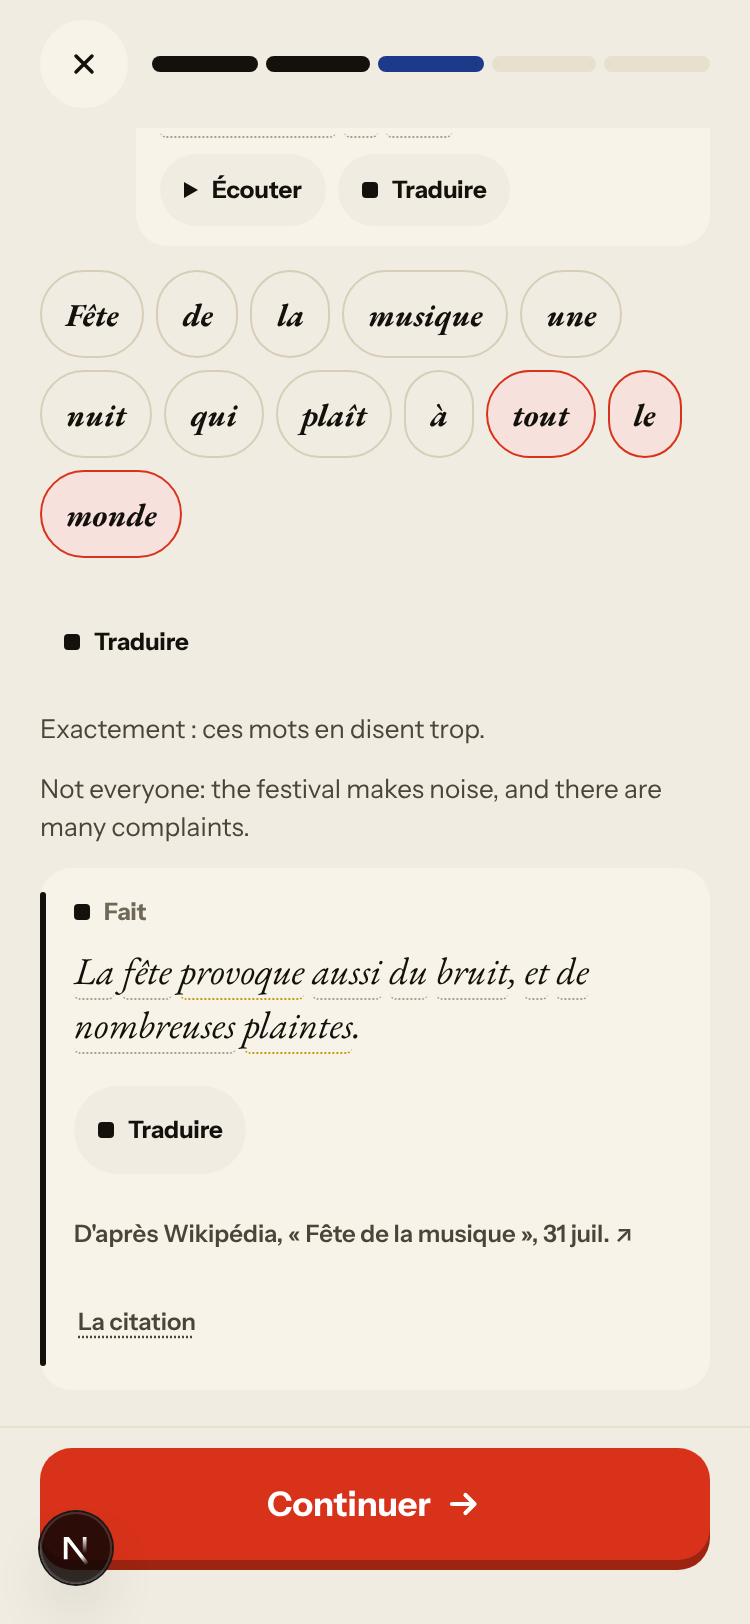 Écouter
Traduire
Fête de la musique une
nuit qui plaît à tout le
monde
Traduire
Exactement : ces mots en disent trop.
Not everyone: the festival makes noise, and there are
many complaints.
Fait
La fête provoque aussi du bruit, et de
nombreuses plaintes.
Traduire
D'après Wikipédia, « Fête de la musique », 31 juil. ↗
La citation
Continuer →
N